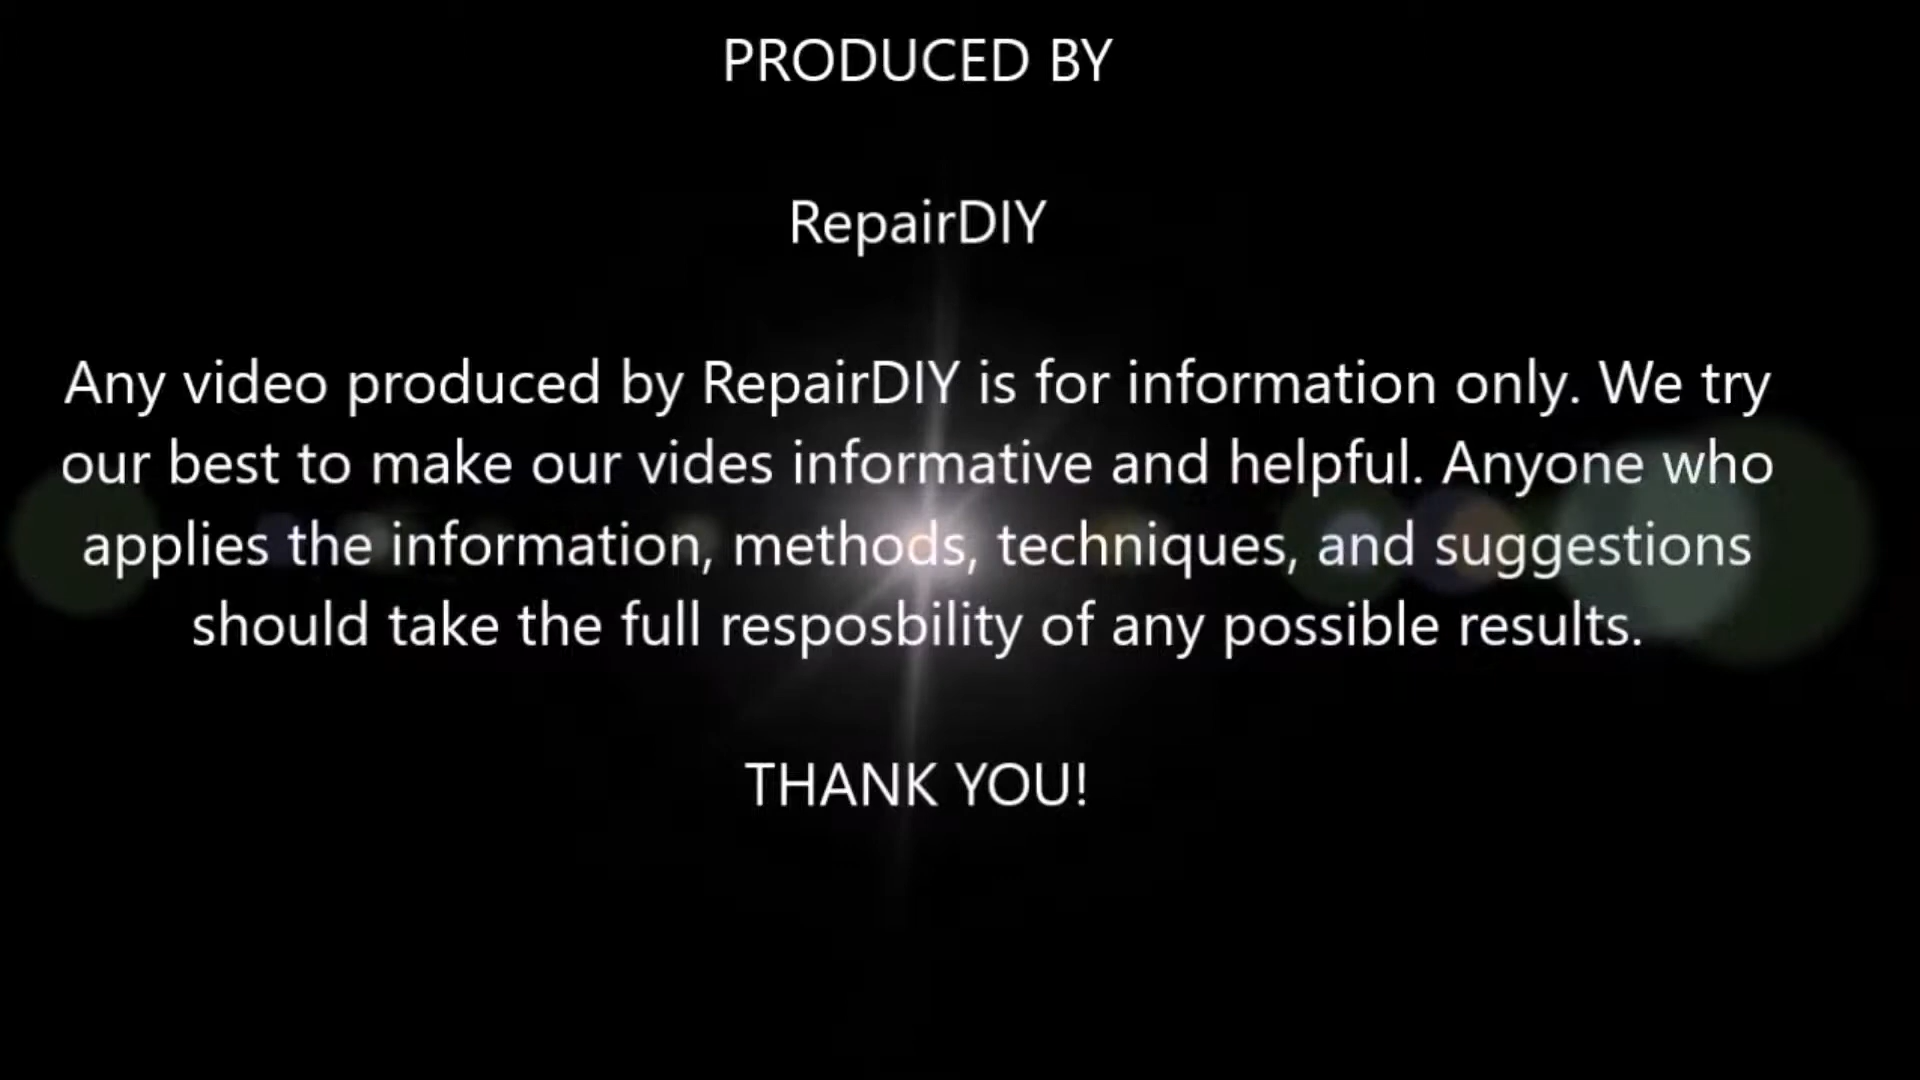 PRODUCED BY
RepairDIY
Any video produced by RepairDIY is for information only. We try
our best to make our vides informative and helpful. Anyone who
applies the information, methods, techniques, and suggestions
should take the full resposbility of any possible results.
THANK YOU!